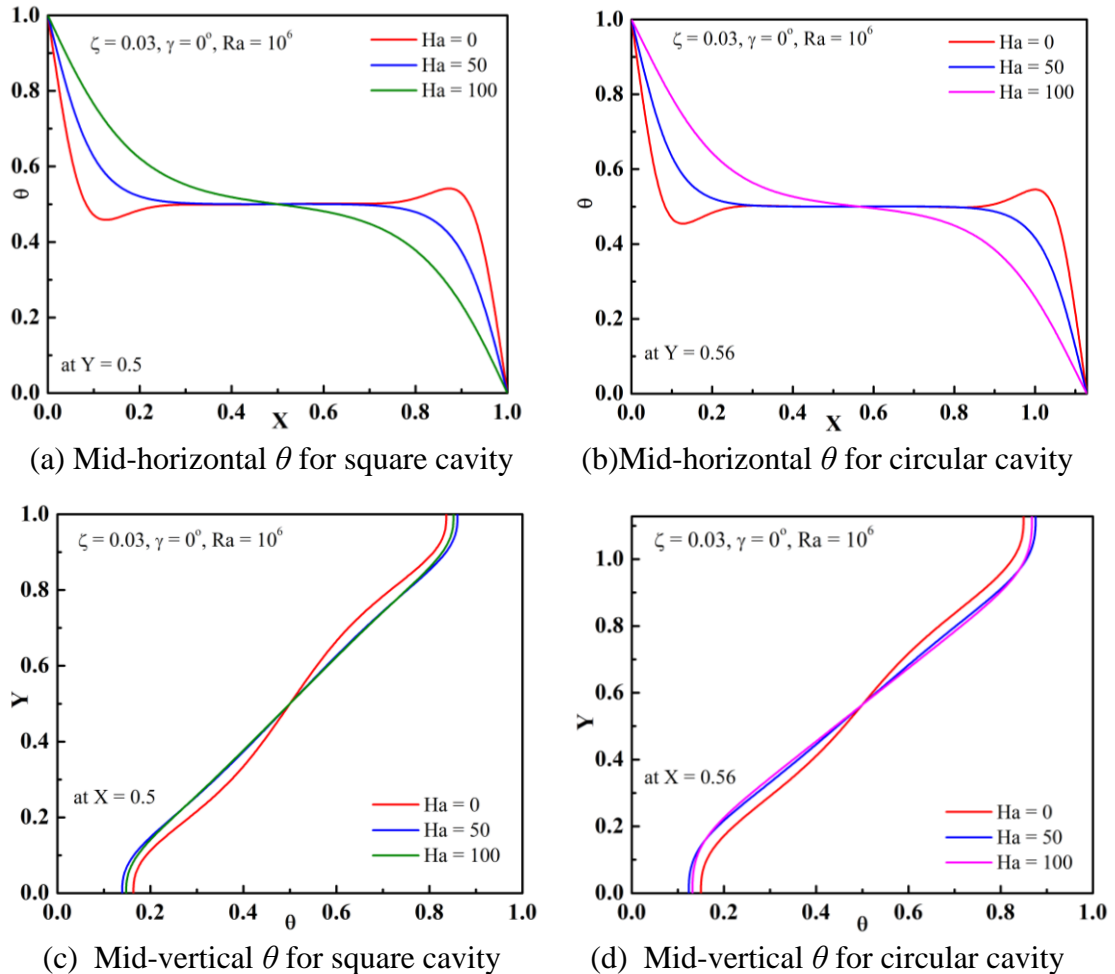 ζ = 0.03, γ = 0°, Ra = 10⁶
Ha = 0
Ha = 50
Ha = 100
1.0
0.8
0.6
0.4
0.2
0.0
θ
at Y = 0.5
0.0 0.2 0.4 0.6 0.8 1.0
X
(a) Mid-horizontal θ for square cavity
ζ = 0.03, γ = 0°, Ra = 10⁶
Ha = 0
Ha = 50
Ha = 100
1.0
0.8
0.6
0.4
0.2
0.0
θ
at Y = 0.56
0.0 0.2 0.4 0.6 0.8 1.0
X
(b)Mid-horizontal θ for circular cavity
ζ = 0.03, γ = 0°, Ra = 10⁶
1.0
0.8
0.6
0.4
0.2
0.0
Y
at X = 0.5
Ha = 0
Ha = 50
Ha = 100
0.0 0.2 0.4 0.6 0.8 1.0
θ
(c) Mid-vertical θ for square cavity
ζ = 0.03, γ = 0°, Ra = 10⁶
1.0
0.8
0.6
0.4
0.2
0.0
Y
at X = 0.56
Ha = 0
Ha = 50
Ha = 100
0.0 0.2 0.4 0.6 0.8 1.0
θ
(d) Mid-vertical θ for circular cavity